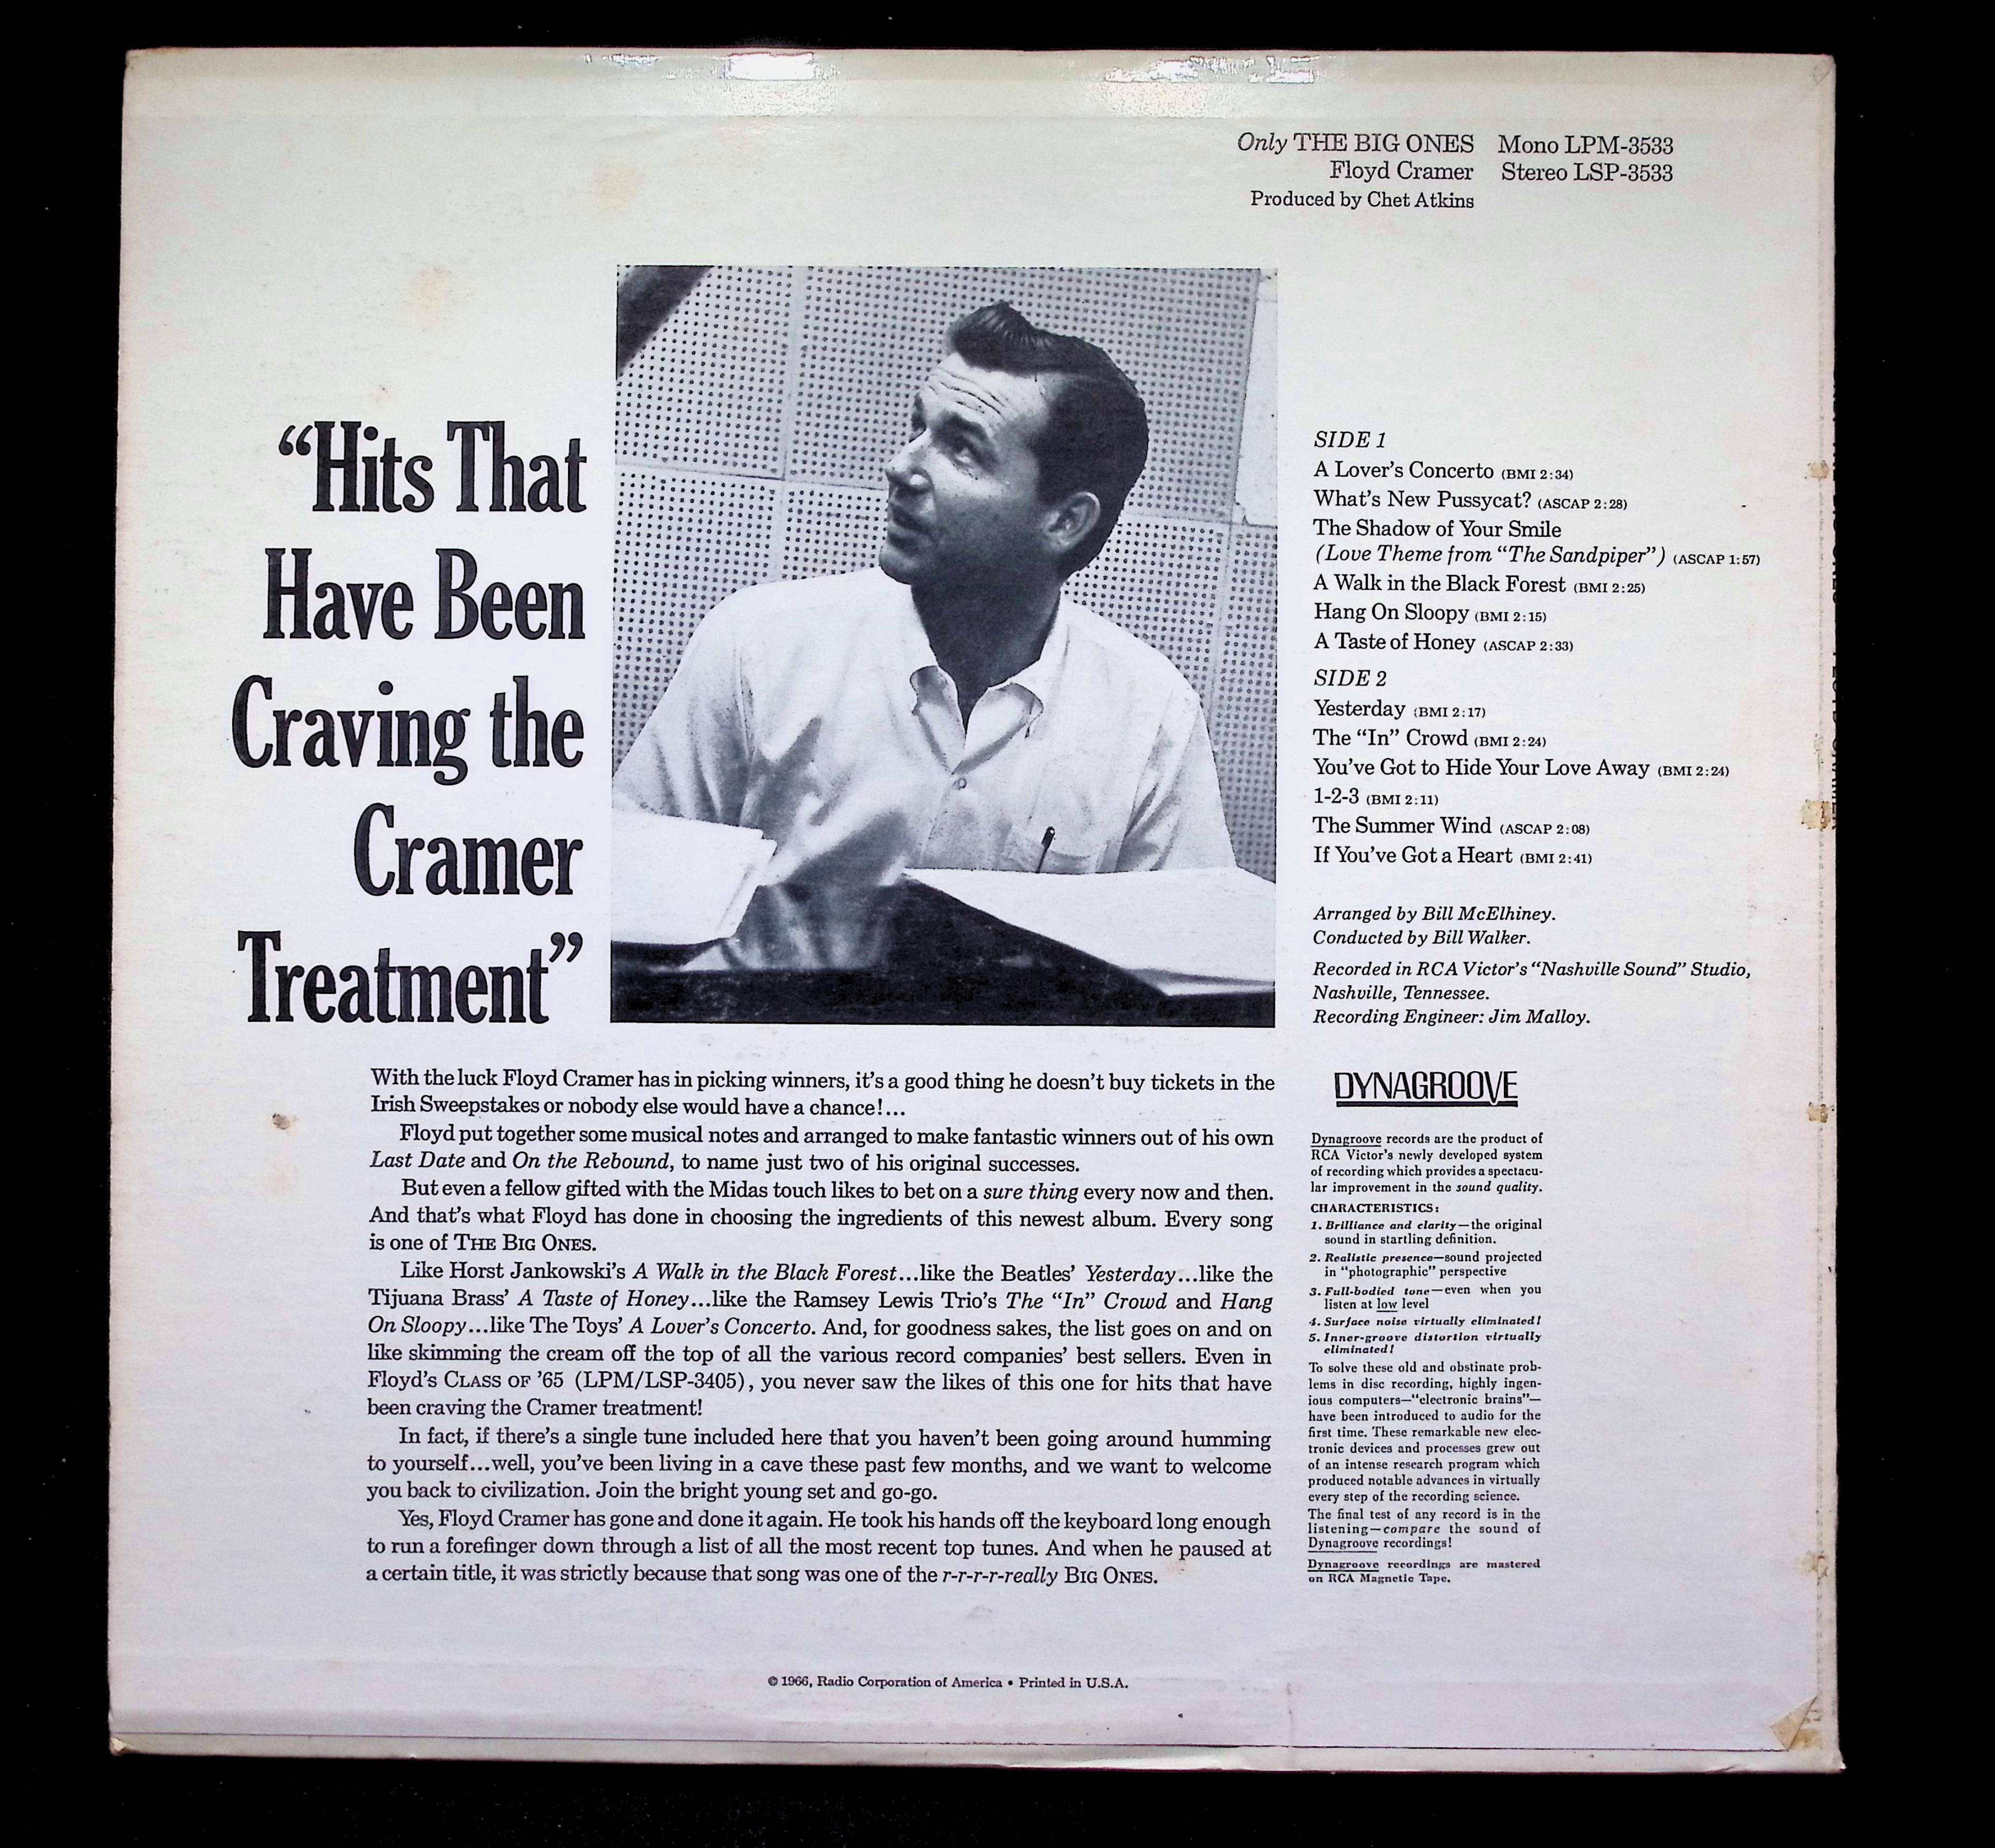 Only THE BIG ONES Mono LPM-3533
Floyd Cramer Stereo LSP-3533
Produced by Chet Atkins
“Hits That
Have Been
Craving the
Cramer
Treatment”
SIDE 1
A Lover’s Concerto (BMI 2:34)
What’s New Pussycat? (ASCAP 2:28)
The Shadow of Your Smile
(Love Theme from “The Sandpiper”) (ASCAP 1:57)
A Walk in the Black Forest (BMI 2:25)
Hang On Sloopy (BMI 2:15)
A Taste of Honey (ASCAP 2:33)
SIDE 2
Yesterday (BMI 2:17)
The “In” Crowd (BMI 2:24)
You’ve Got to Hide Your Love Away (BMI 2:24)
1-2-3 (BMI 2:11)
The Summer Wind (ASCAP 2:08)
If You’ve Got a Heart (BMI 2:41)
Arranged by Bill McElhiney.
Conducted by Bill Walker.
Recorded in RCA Victor’s “Nashville Sound” Studio,
Nashville, Tennessee.
Recording Engineer: Jim Malloy.
With the luck Floyd Cramer has in picking winners, it’s a good thing he doesn’t buy tickets in the
Irish Sweepstakes or nobody else would have a chance!...
Floyd put together some musical notes and arranged to make fantastic winners out of his own
Last Date and On the Rebound, to name just two of his original successes.
But even a fellow gifted with the Midas touch likes to bet on a sure thing every now and then.
And that’s what Floyd has done in choosing the ingredients of this newest album. Every song
is one of THE BIG ONES.
Like Horst Jankowski’s A Walk in the Black Forest...like the Beatles’ Yesterday...like the
Tijuana Brass’ A Taste of Honey...like the Ramsey Lewis Trio’s The “In” Crowd and Hang
On Sloopy...like The Toys’ A Lover’s Concerto. And, for goodness sakes, the list goes on and on
like skimming the cream off the top of all the various record companies’ best sellers. Even in
Floyd’s CLASS OF ’65 (LPM/LSP-3405), you never saw the likes of this one for hits that have
been craving the Cramer treatment!
In fact, if there’s a single tune included here that you haven’t been going around humming
to yourself...well, you’ve been living in a cave these past few months, and we want to welcome
you back to civilization. Join the bright young set and go-go.
Yes, Floyd Cramer has gone and done it again. He took his hands off the keyboard long enough
to run a forefinger down through a list of all the most recent top tunes. And when he paused at
a certain title, it was strictly because that song was one of the r-r-r-r-really BIG ONES.
DYNAGROOVE
Dynagroove records are the product of
RCA Victor’s newly developed system
of recording which provides a spectacu-
lar improvement in the sound quality.
CHARACTERISTICS:
1. Brilliance and clarity—the original
sound in startling definition.
2. Realistic presence—sound projected
in “photographic” perspective
3. Full-bodied tone—even when you
listen at low level
4. Surface noise virtually eliminated!
5. Inner-groove distortion virtually
eliminated!
To solve these old and obstinate prob-
lems in disc recording, highly ingen-
ious computers—“electronic brains”—
have been introduced to audio for the
first time. These remarkable new elec-
tronic devices and processes grew out
of an intense research program which
produced notable advances in virtually
every step of the recording science.
The final test of any record is in the
listening—compare the sound of
Dynagroove recordings!
Dynagroove recordings are mastered
on RCA Magnetic Tape.
© 1966, Radio Corporation of America • Printed in U.S.A.